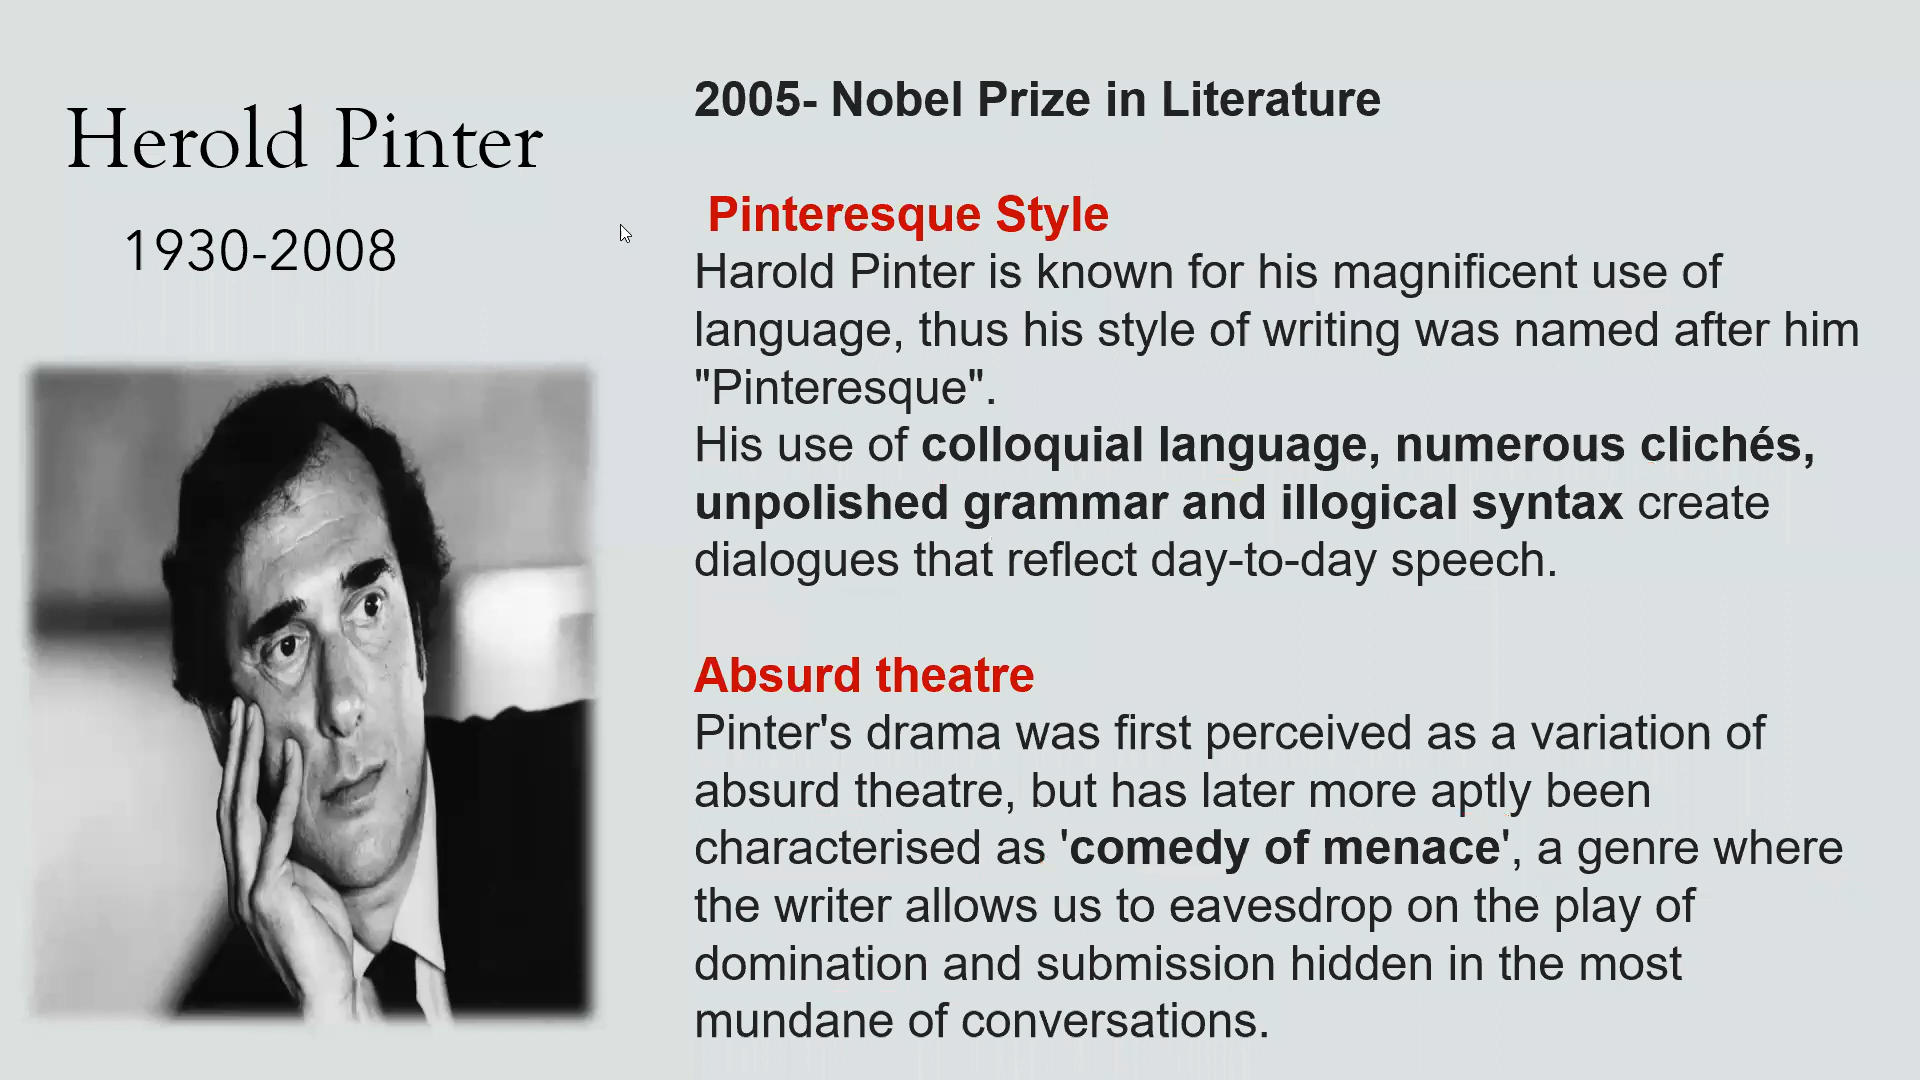 Herold Pinter
1930-2008
2005- Nobel Prize in Literature
Pinteresque Style
Harold Pinter is known for his magnificent use of
language, thus his style of writing was named after him
"Pinteresque".
His use of colloquial language, numerous clichés,
unpolished grammar and illogical syntax create
dialogues that reflect day-to-day speech.
Absurd theatre
Pinter's drama was first perceived as a variation of
absurd theatre, but has later more aptly been
characterised as 'comedy of menace', a genre where
the writer allows us to eavesdrop on the play of
domination and submission hidden in the most
mundane of conversations.